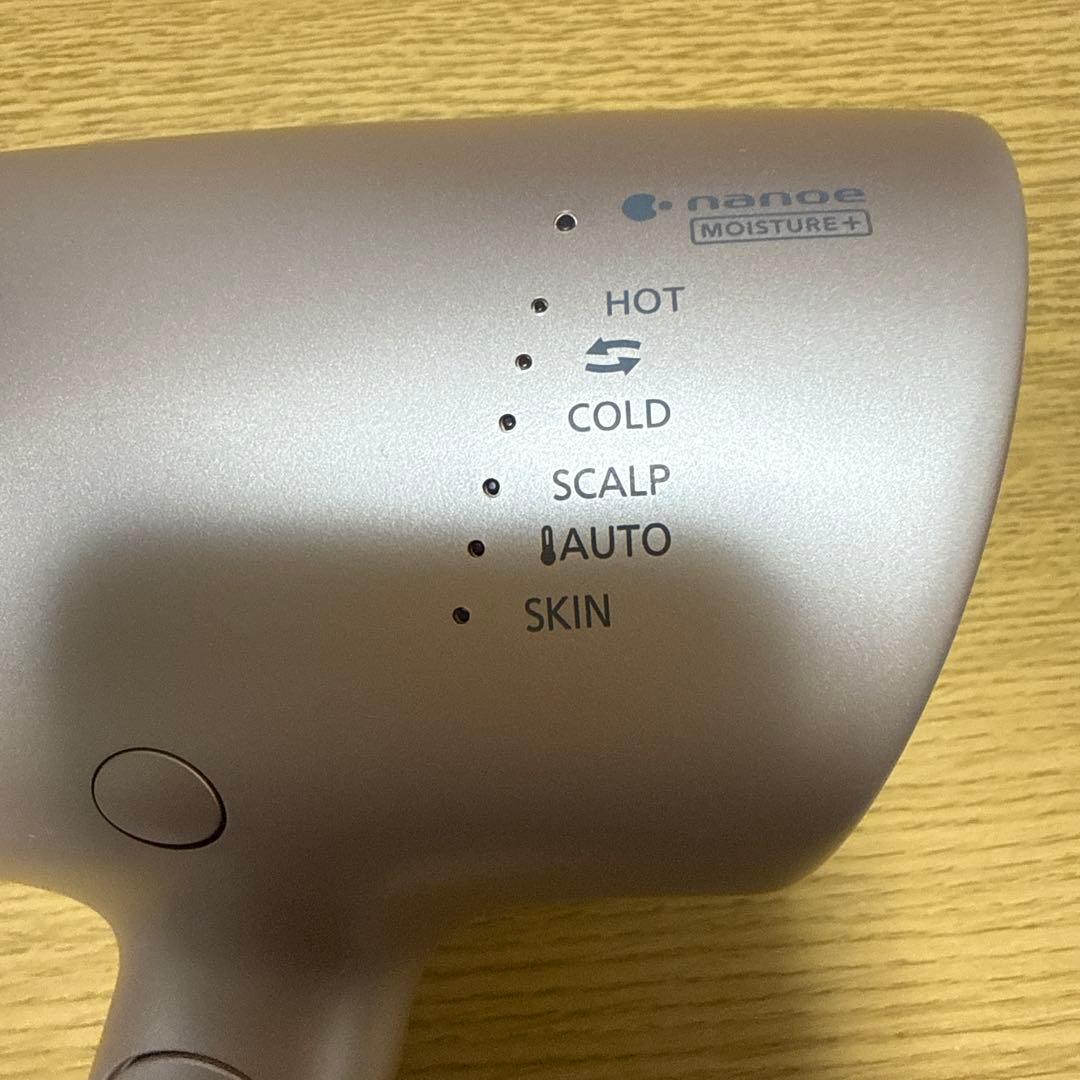 nanoe
MOISTURE+
HOT
COLD
SCALP
AUTO
SKIN